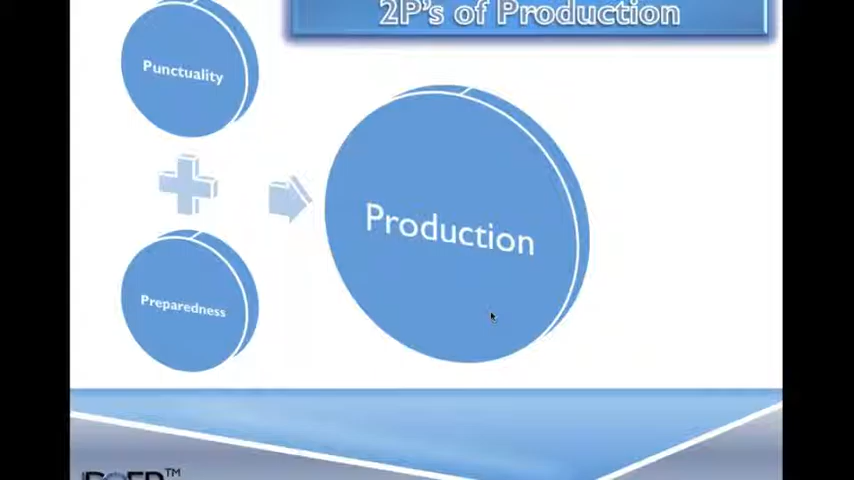 2P's of Production
Punctuality
Production
Preparedness